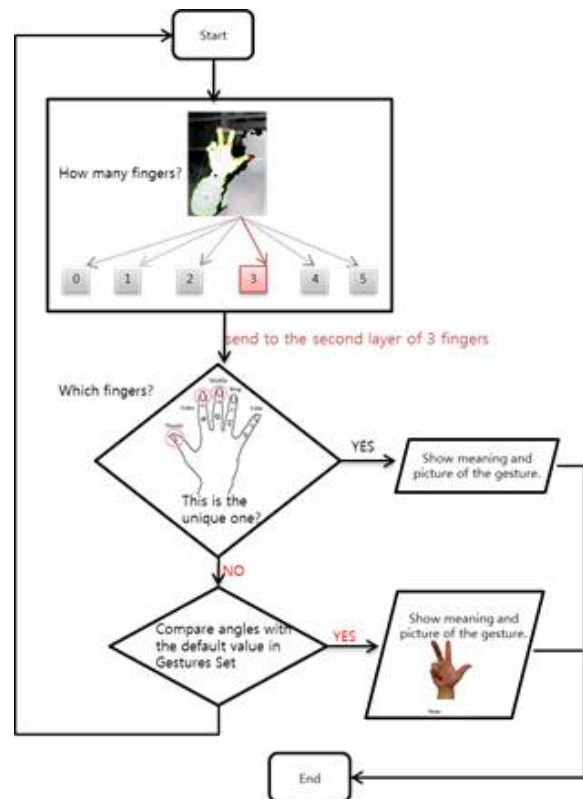 Start
How many fingers?
0 1 2 3 4 5
send to the second layer of 3 fingers
Which fingers?
Middle
Ring
Index
Thumb
This is the
unique one?
YES
Show meaning and
picture of the gesture.
NO
Compare angles with
the default value in
Gestures Set
YES
Show meaning and
picture of the gesture.
End